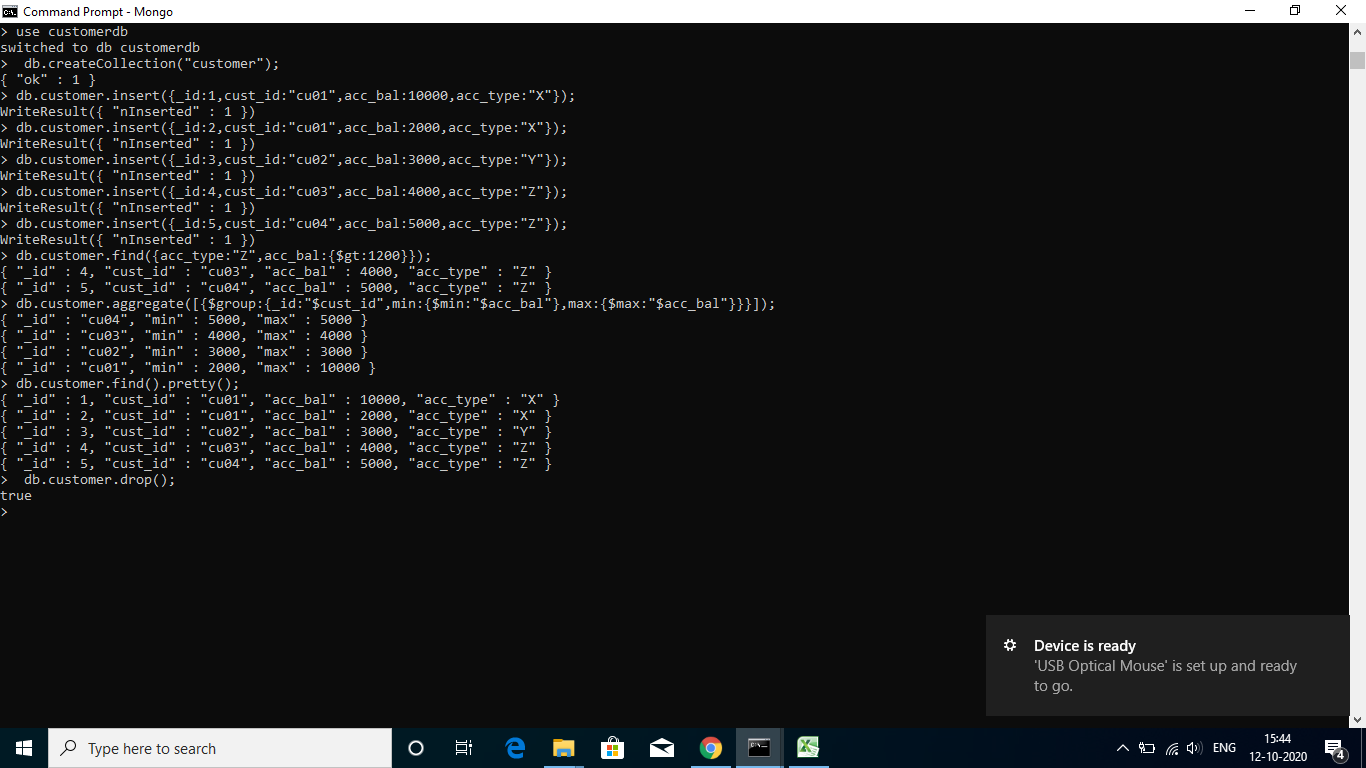 Command Prompt - Mongo
> use customerdb
switched to db customerdb
>  db.createCollection("customer");
{ "ok" : 1 }
> db.customer.insert({_id:1,cust_id:"cu01",acc_bal:10000,acc_type:"X"});
WriteResult({ "nInserted" : 1 })
> db.customer.insert({_id:2,cust_id:"cu01",acc_bal:2000,acc_type:"X"});
WriteResult({ "nInserted" : 1 })
> db.customer.insert({_id:3,cust_id:"cu02",acc_bal:3000,acc_type:"Y"});
WriteResult({ "nInserted" : 1 })
> db.customer.insert({_id:4,cust_id:"cu03",acc_bal:4000,acc_type:"Z"});
WriteResult({ "nInserted" : 1 })
> db.customer.insert({_id:5,cust_id:"cu04",acc_bal:5000,acc_type:"Z"});
WriteResult({ "nInserted" : 1 })
> db.customer.find({acc_type:"Z",acc_bal:{$gt:1200}});
{ "_id" : 4, "cust_id" : "cu03", "acc_bal" : 4000, "acc_type" : "Z" }
{ "_id" : 5, "cust_id" : "cu04", "acc_bal" : 5000, "acc_type" : "Z" }
> db.customer.aggregate([{$group:{_id:"$cust_id",min:{$min:"$acc_bal"},max:{$max:"$acc_bal"}}}]);
{ "_id" : "cu04", "min" : 5000, "max" : 5000 }
{ "_id" : "cu03", "min" : 4000, "max" : 4000 }
{ "_id" : "cu02", "min" : 3000, "max" : 3000 }
{ "_id" : "cu01", "min" : 2000, "max" : 10000 }
> db.customer.find().pretty();
{ "_id" : 1, "cust_id" : "cu01", "acc_bal" : 10000, "acc_type" : "X" }
{ "_id" : 2, "cust_id" : "cu01", "acc_bal" : 2000, "acc_type" : "X" }
{ "_id" : 3, "cust_id" : "cu02", "acc_bal" : 3000, "acc_type" : "Y" }
{ "_id" : 4, "cust_id" : "cu03", "acc_bal" : 4000, "acc_type" : "Z" }
{ "_id" : 5, "cust_id" : "cu04", "acc_bal" : 5000, "acc_type" : "Z" }
>  db.customer.drop();
true
>
Device is ready
'USB Optical Mouse' is set up and ready
to go.
Type here to search
ENG
15:44
12-10-2020
4